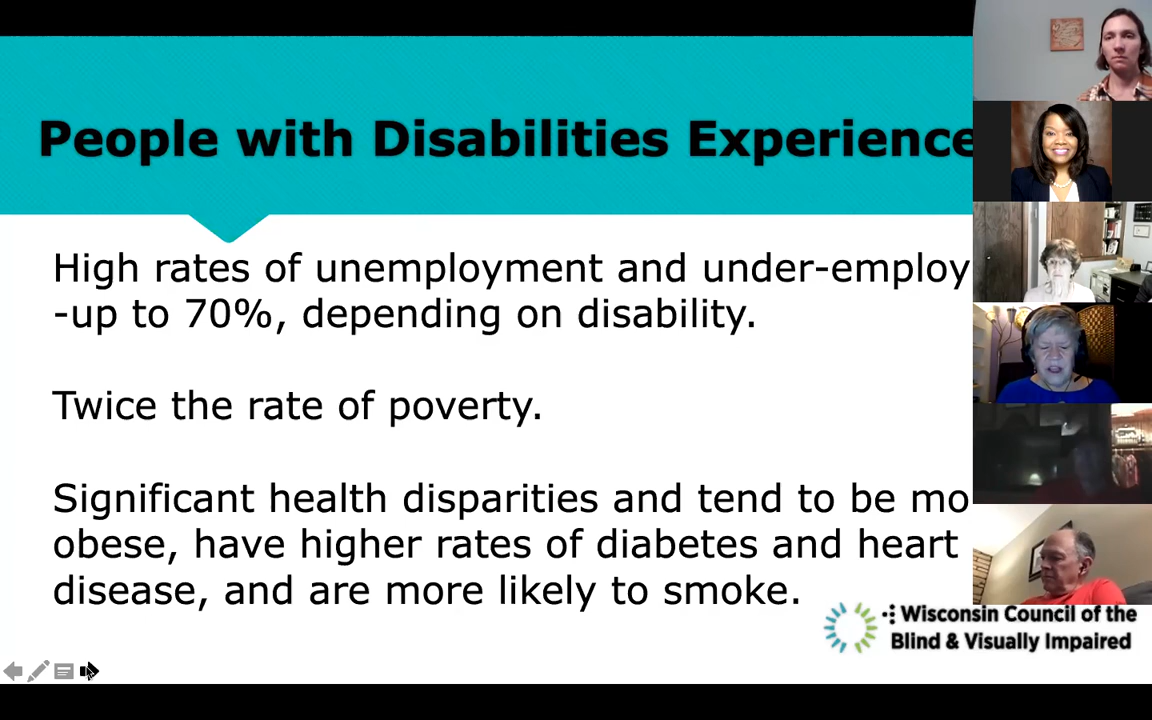 People with Disabilities Experience
High rates of unemployment and under-employ
-up to 70%, depending on disability.
Twice the rate of poverty.
Significant health disparities and tend to be mo
obese, have higher rates of diabetes and heart
disease, and are more likely to smoke.
Wisconsin Council of the
Blind & Visually Impaired